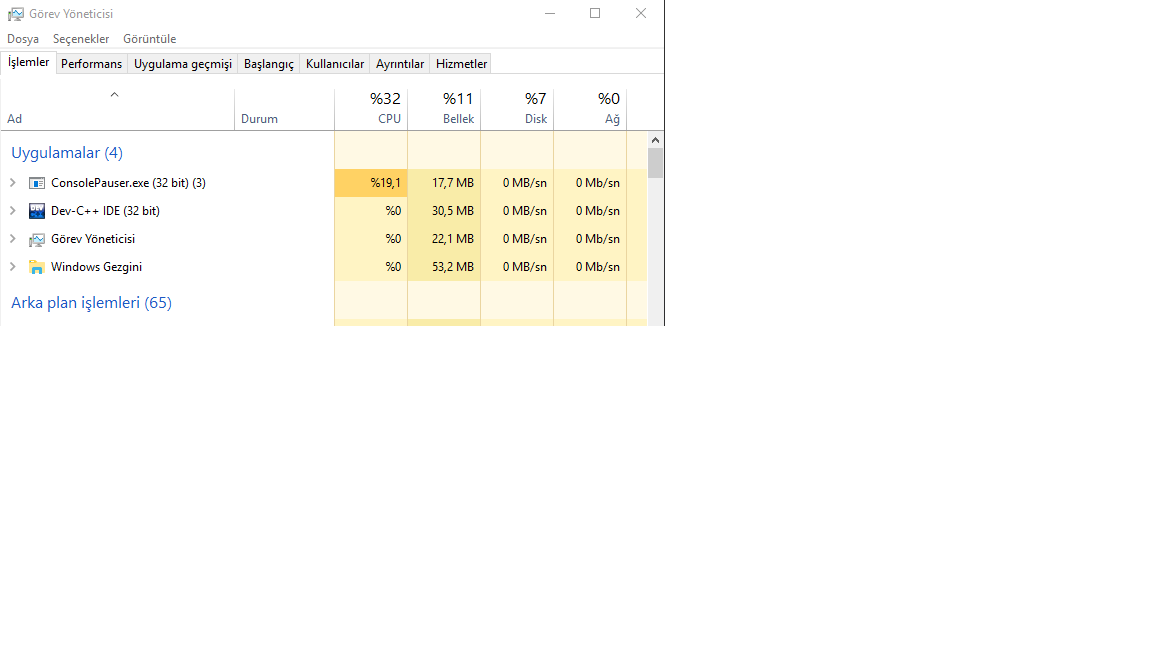 Görev Yöneticisi
Dosya Seçenekler Görüntüle
İşlemler Performans Uygulama geçmişi Başlangıç Kullanıcılar Ayrıntılar Hizmetler
%32 %11 %7 %0
Ad Durum CPU Bellek Disk Ağ
Uygulamalar (4)
ConsolePauser.exe (32 bit) (3) %19,1 17,7 MB 0 MB/sn 0 Mb/sn
Dev-C++ IDE (32 bit) %0 30,5 MB 0 MB/sn 0 Mb/sn
Görev Yöneticisi %0 22,1 MB 0 MB/sn 0 Mb/sn
Windows Gezgini %0 53,2 MB 0 MB/sn 0 Mb/sn
Arka plan işlemleri (65)